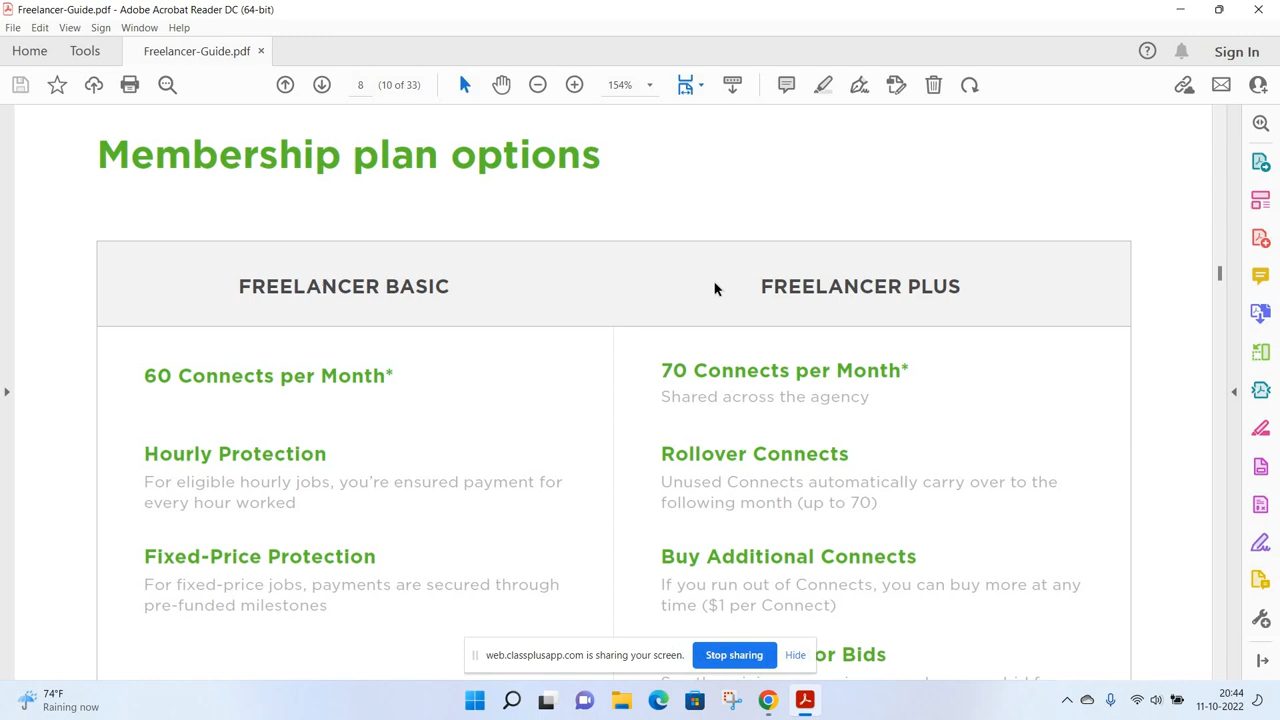 Freelancer-Guide.pdf - Adobe Acrobat Reader DC (64-bit)
File Edit View Sign Window Help
Home Tools Freelancer-Guide.pdf × Sign In
8 (10 of 33) 154%
Membership plan options
FREELANCER BASIC FREELANCER PLUS
60 Connects per Month*
70 Connects per Month*
Shared across the agency
Hourly Protection
For eligible hourly jobs, you're ensured payment for
every hour worked
Rollover Connects
Unused Connects automatically carry over to the
following month (up to 70)
Fixed-Price Protection
For fixed-price jobs, payments are secured through
pre-funded milestones
Buy Additional Connects
If you run out of Connects, you can buy more at any
time ($1 per Connect)
or Bids
web.classplusapp.com is sharing your screen. Stop sharing Hide
74°F
Raining now
20:44
11-10-2022